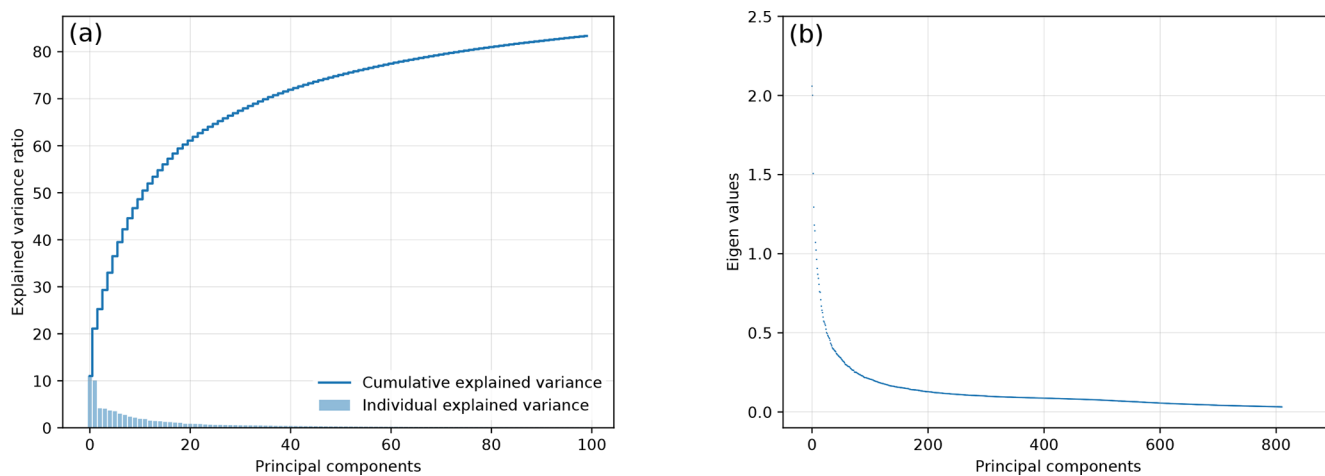 (a)
Explained variance ratio
80
70
60
50
40
30
20
10
0
Cumulative explained variance
Individual explained variance
0 20 40 60 80 100
Principal components
(b)
Eigen values
2.5
2.0
1.5
1.0
0.5
0.0
0 200 400 600 800
Principal components